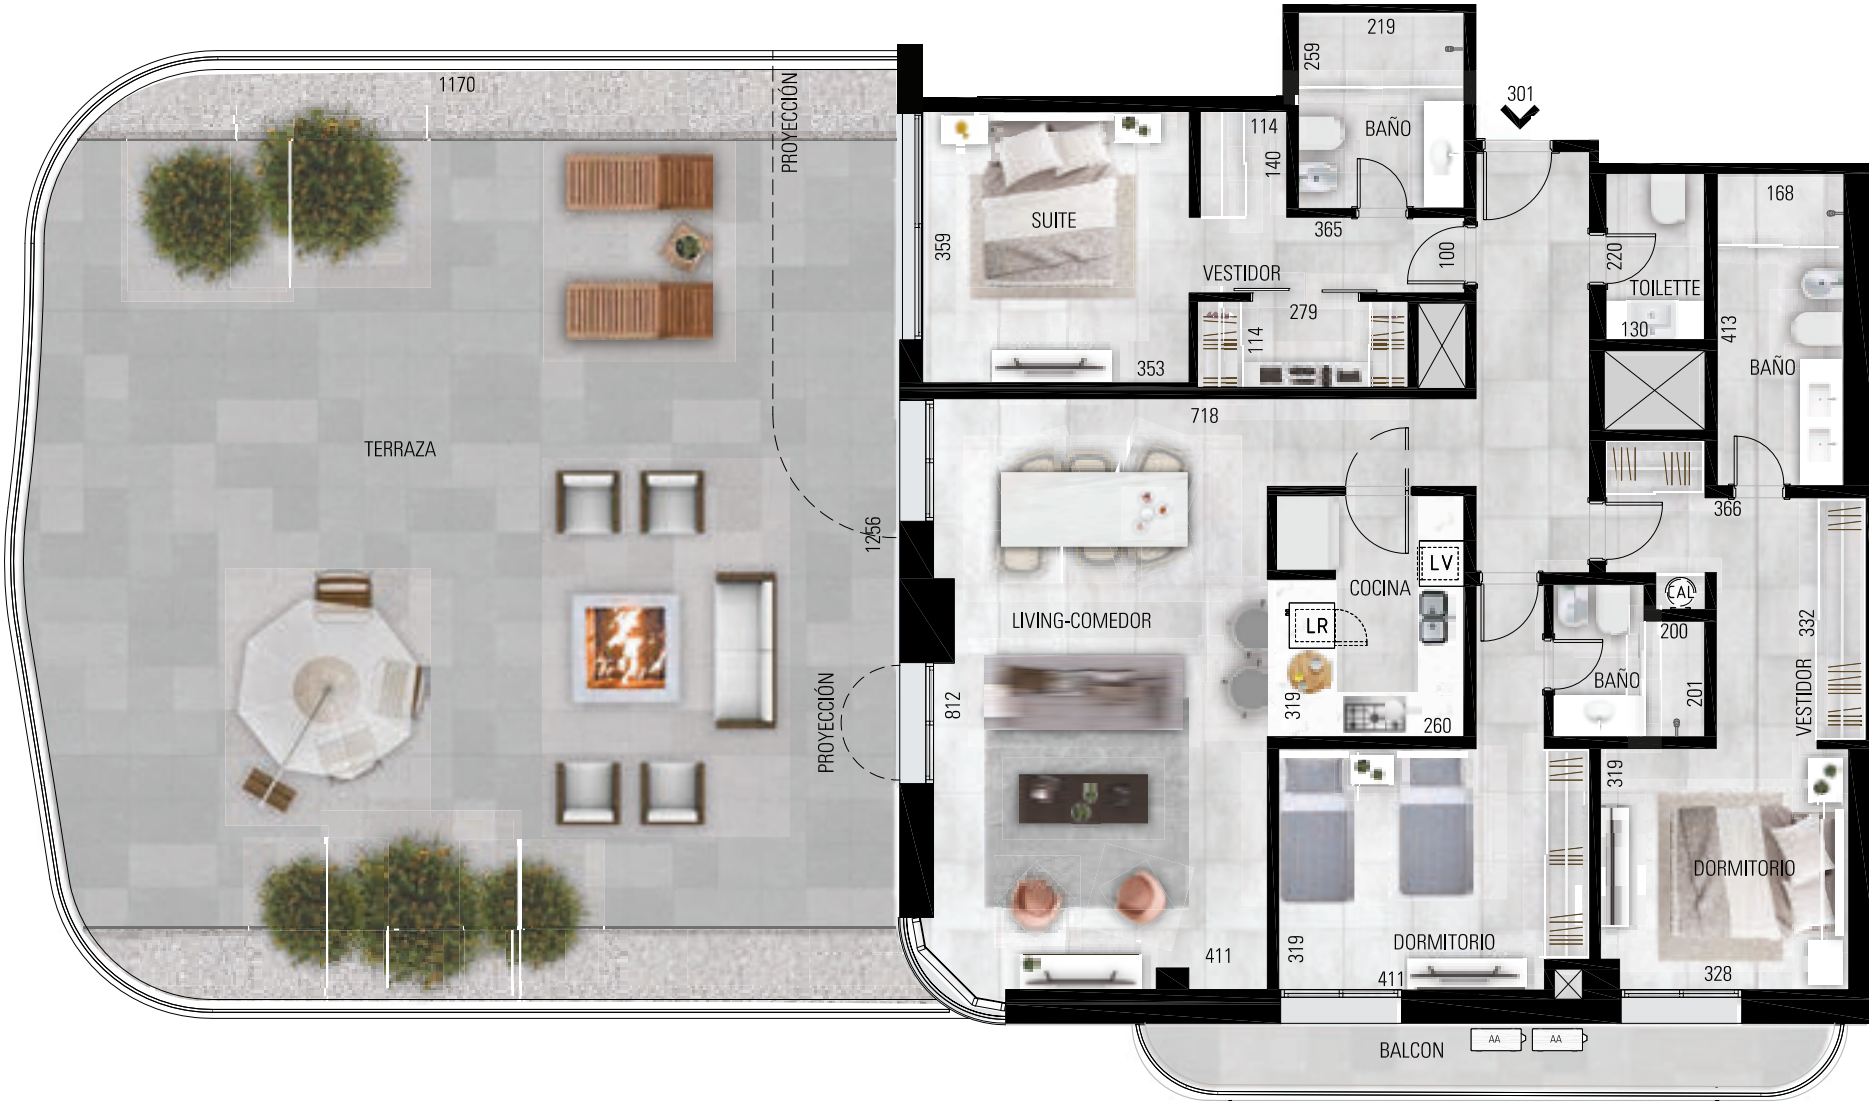 1170
PROYECCIÓN
TERRAZA
1256
PROYECCIÓN
SUITE
359
353
114
140
365
VESTIDOR
279
114
100
219
259
BAÑO
301
220
TOILETTE
130
168
413
BAÑO
718
366
LV
COCINA
LR
319
260
LIVING-COMEDOR
812
411
CAL
200
BAÑO
201
332
VESTIDOR
319
DORMITORIO
328
319
DORMITORIO
411
BALCON
AA
AA